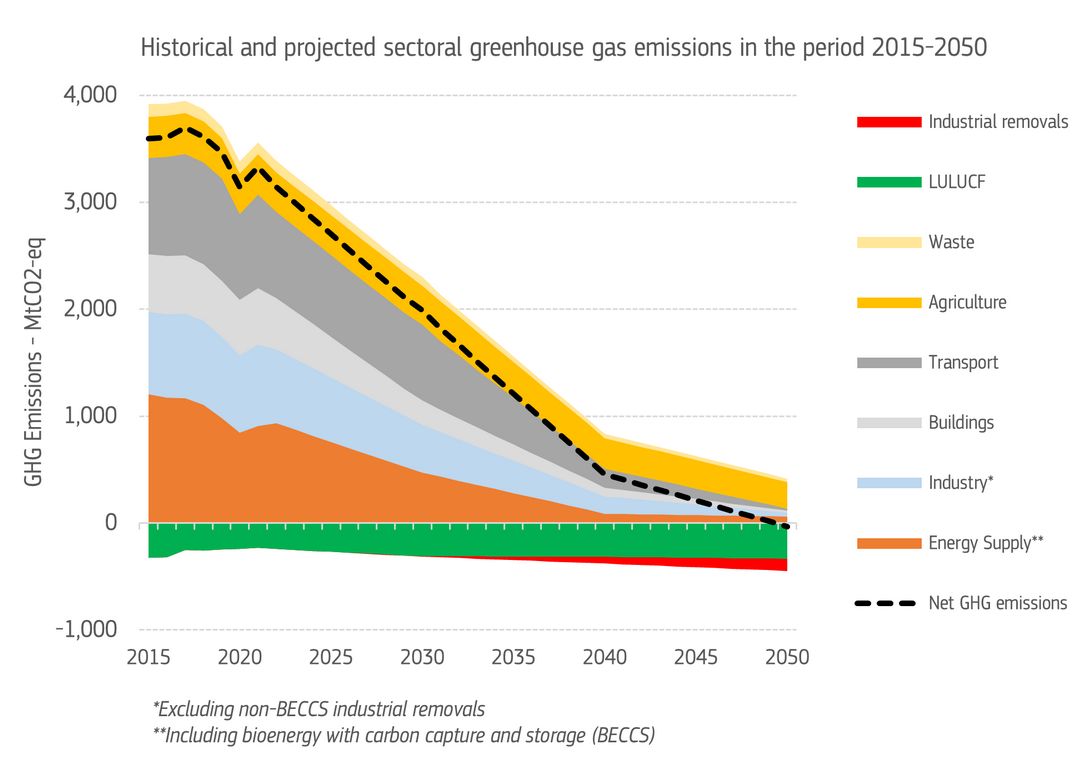 Historical and projected sectoral greenhouse gas emissions in the period 2015-2050
GHG Emissions - MtCO2-eq
4,000
3,000
2,000
1,000
0
-1,000
2015 2020 2025 2030 2035 2040 2045 2050
Industrial removals
LULUCF
Waste
Agriculture
Transport
Buildings
Industry*
Energy Supply**
Net GHG emissions
*Excluding non-BECCS industrial removals
**Including bioenergy with carbon capture and storage (BECCS)